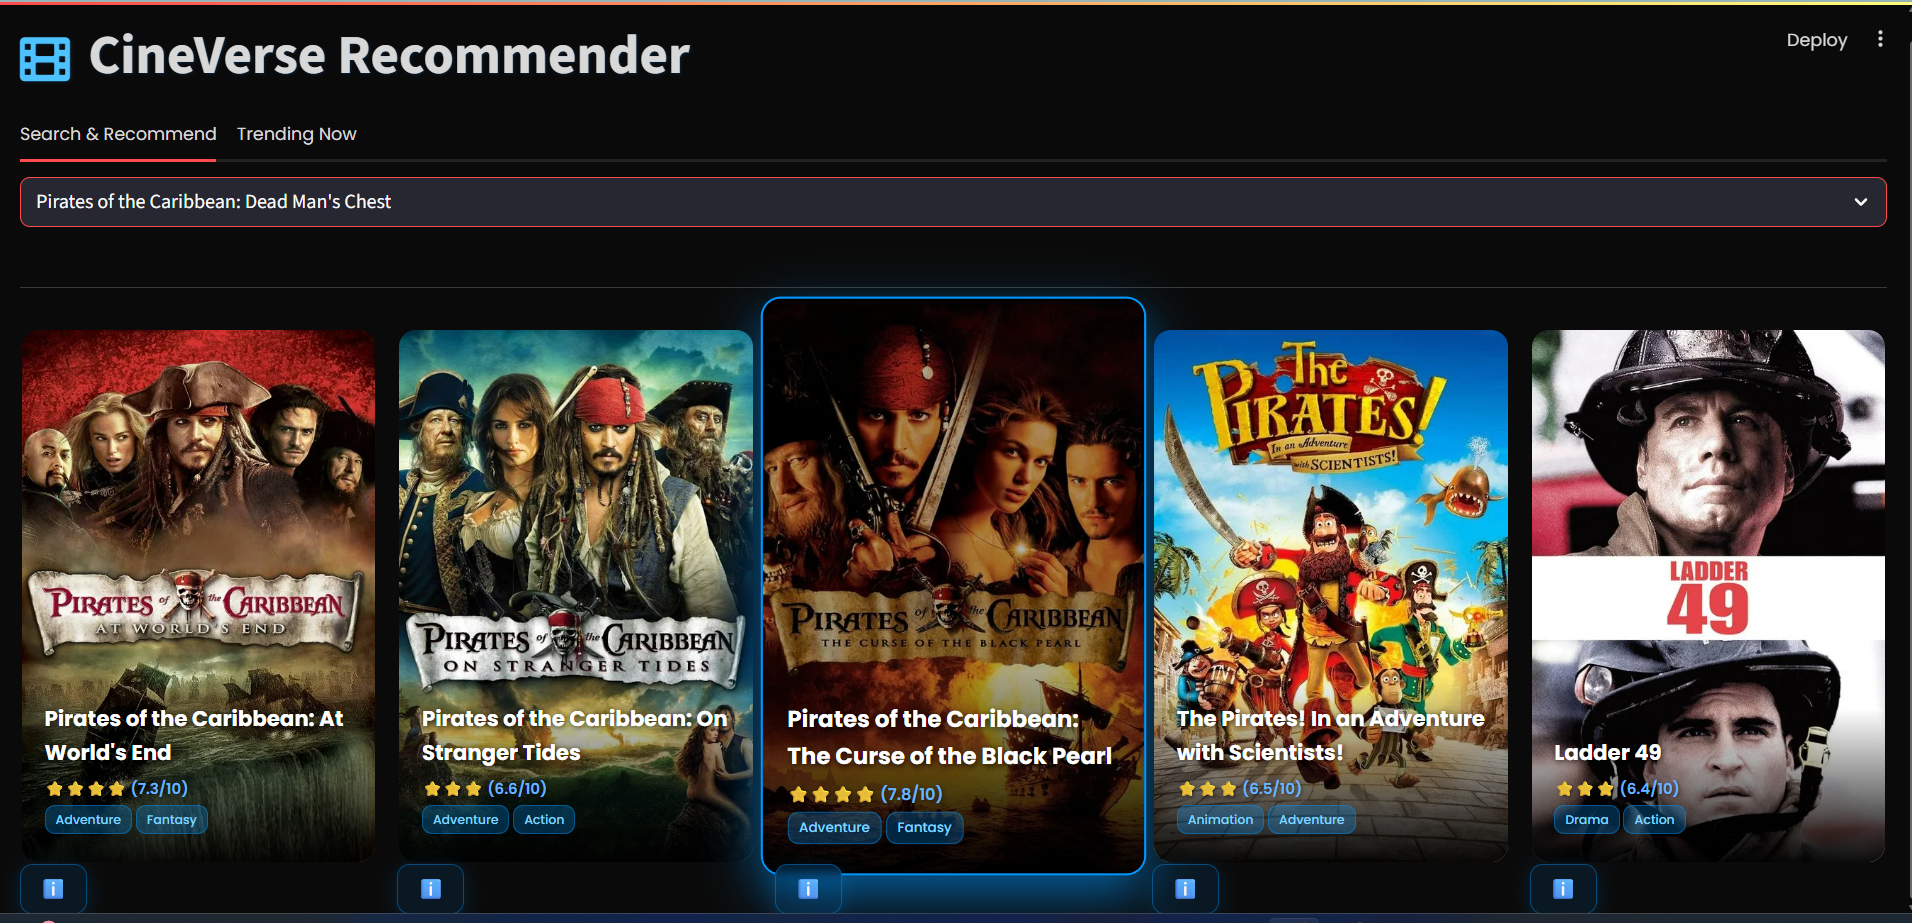 CineVerse Recommender
Deploy
Search & Recommend
Trending Now
Pirates of the Caribbean: Dead Man's Chest
PIRATES of the CARIBBEAN
AT WORLD'S END
Pirates of the Caribbean: At
World's End
(7.3/10)
Adventure
Fantasy
PIRATES of the CARIBBEAN
ON STRANGER TIDES
Pirates of the Caribbean: On
Stranger Tides
(6.6/10)
Adventure
Action
PIRATES of the CARIBBEAN
THE CURSE OF THE BLACK PEARL
Pirates of the Caribbean:
The Curse of the Black Pearl
(7.8/10)
Adventure
Fantasy
The
PIRATES!
In an Adventure
with SCIENTISTS!
The Pirates! In an Adventure
with Scientists!
(6.5/10)
Animation
Adventure
LADDER
49
Ladder 49
(6.4/10)
Drama
Action
i
i
i
i
i